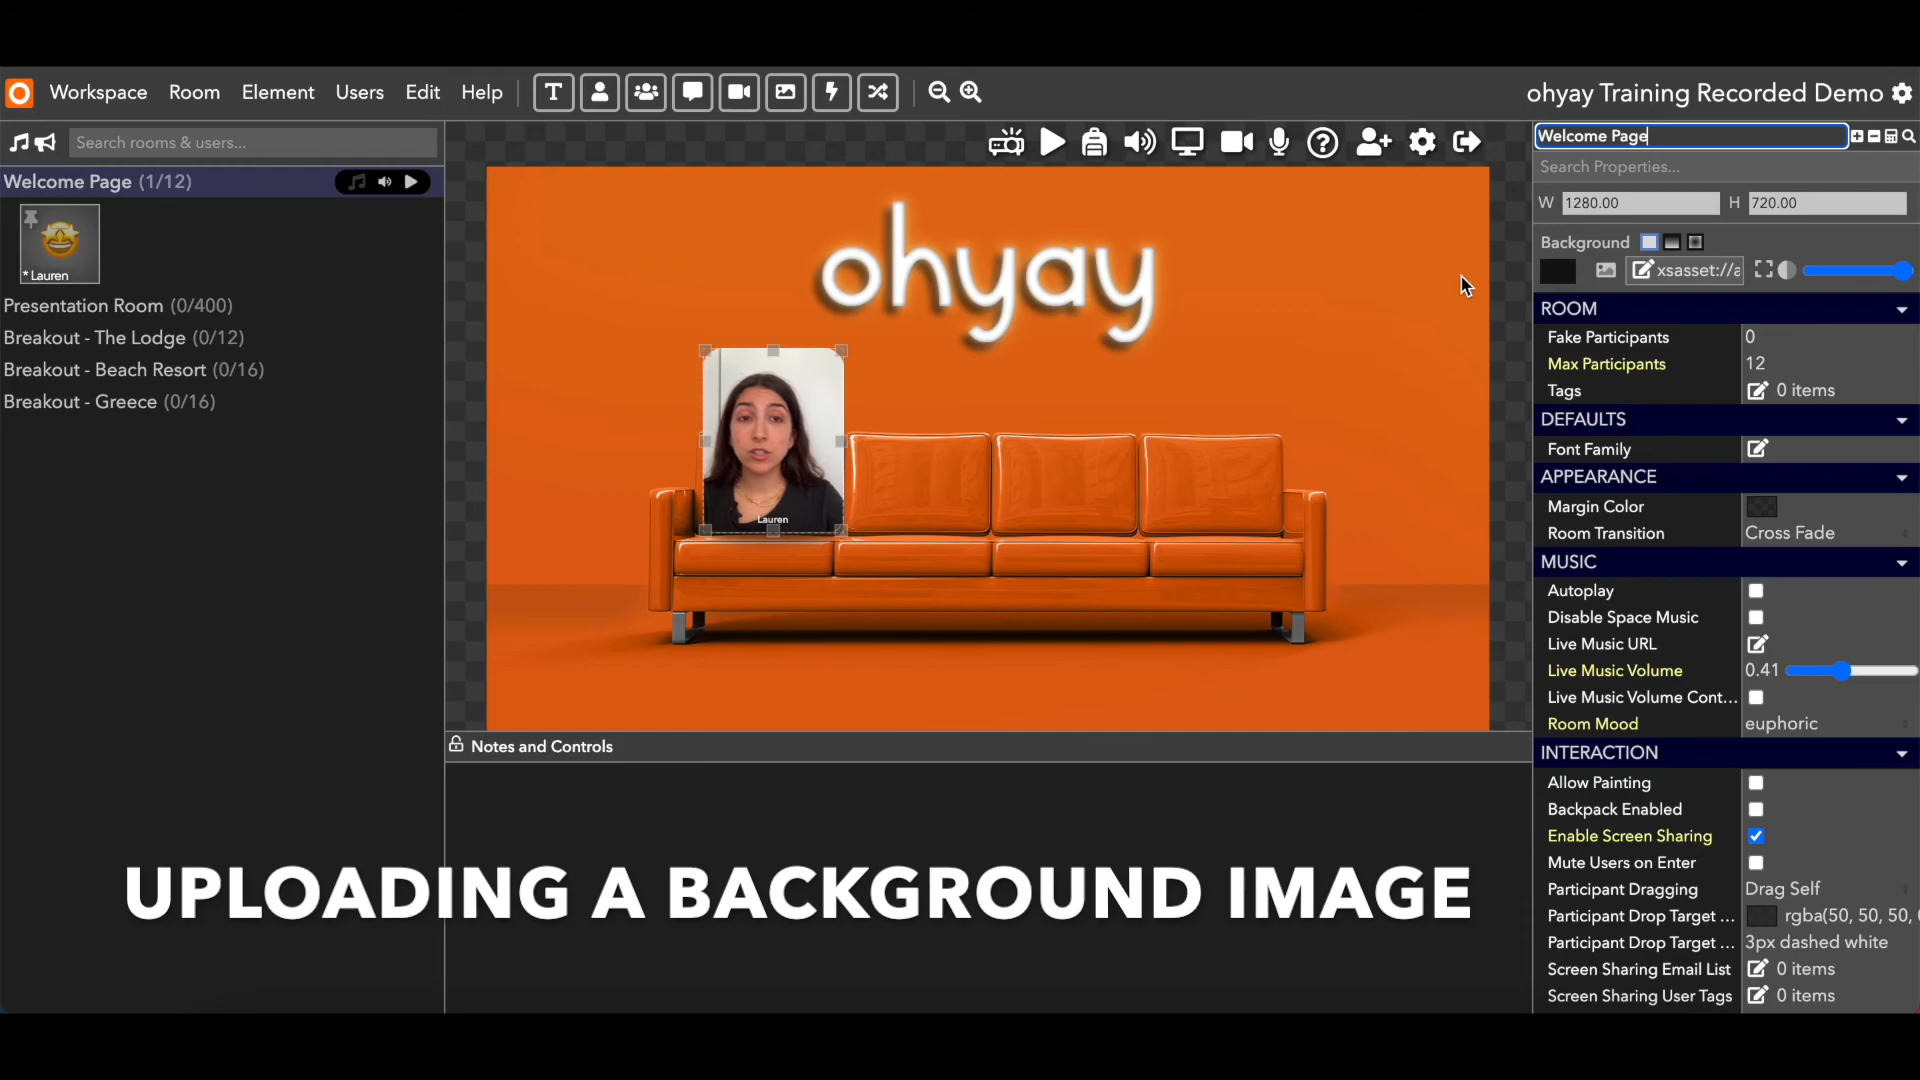 Workspace Room Element Users Edit Help T ohyay Training Recorded Demo
Search rooms & users...
Welcome Page (1/12)
* Lauren
Presentation Room (0/400)
Breakout - The Lodge (0/12)
Breakout - Beach Resort (0/16)
Breakout - Greece (0/16)
ohyay
Lauren
Notes and Controls
UPLOADING A BACKGROUND IMAGE
Welcome Page
Search Properties...
W 1280.00 H 720.00
Background
xsasset://a
ROOM
Fake Participants 0
Max Participants 12
Tags 0 items
DEFAULTS
Font Family
APPEARANCE
Margin Color
Room Transition Cross Fade
MUSIC
Autoplay
Disable Space Music
Live Music URL
Live Music Volume 0.41
Live Music Volume Cont...
Room Mood euphoric
INTERACTION
Allow Painting
Backpack Enabled
Enable Screen Sharing
Mute Users on Enter
Participant Dragging Drag Self
Participant Drop Target ... rgba(50, 50, 50,
Participant Drop Target ... 3px dashed white
Screen Sharing Email List 0 items
Screen Sharing User Tags 0 items